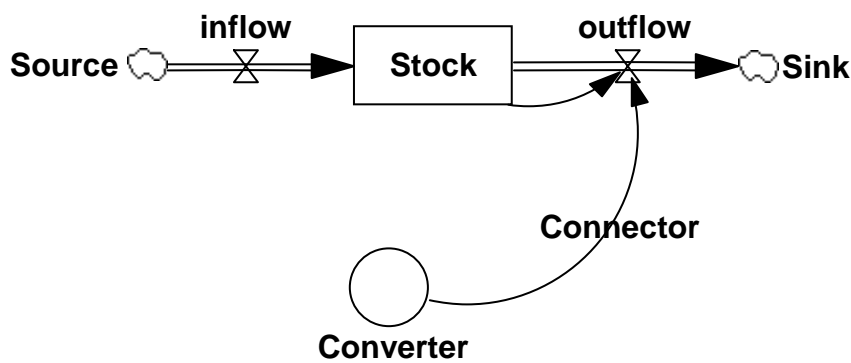 inflow
outflow
Source
Stock
Sink
Connector
Converter